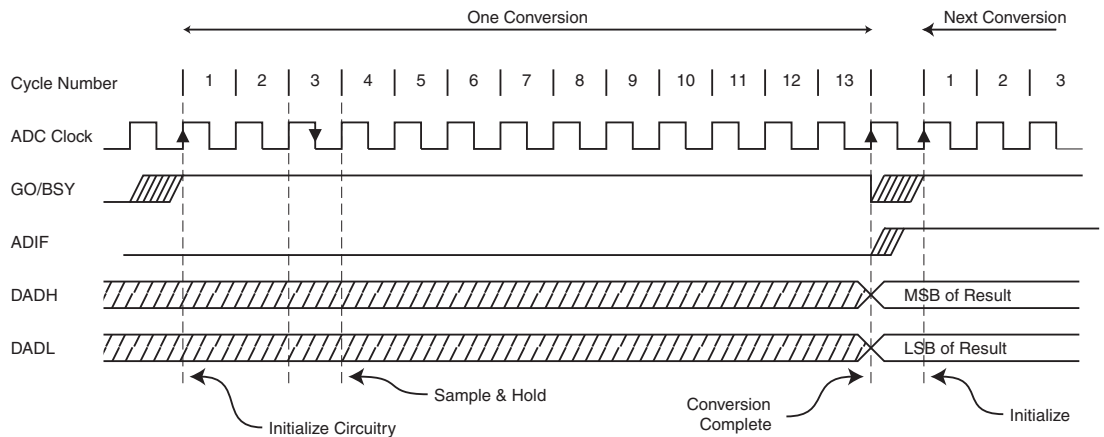 One Conversion
Next Conversion
Cycle Number 1 2 3 4 5 6 7 8 9 10 11 12 13 1 2 3
ADC Clock
GO/BSY
ADIF
DADH MSB of Result
DADL LSB of Result
Sample & Hold
Initialize Circuitry
Conversion
Complete
Initialize